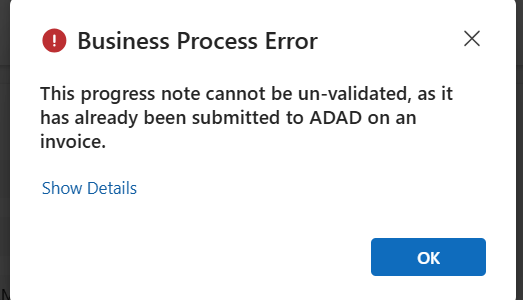 Business Process Error
This progress note cannot be un-validated, as it
has already been submitted to ADAD on an
invoice.
Show Details
OK